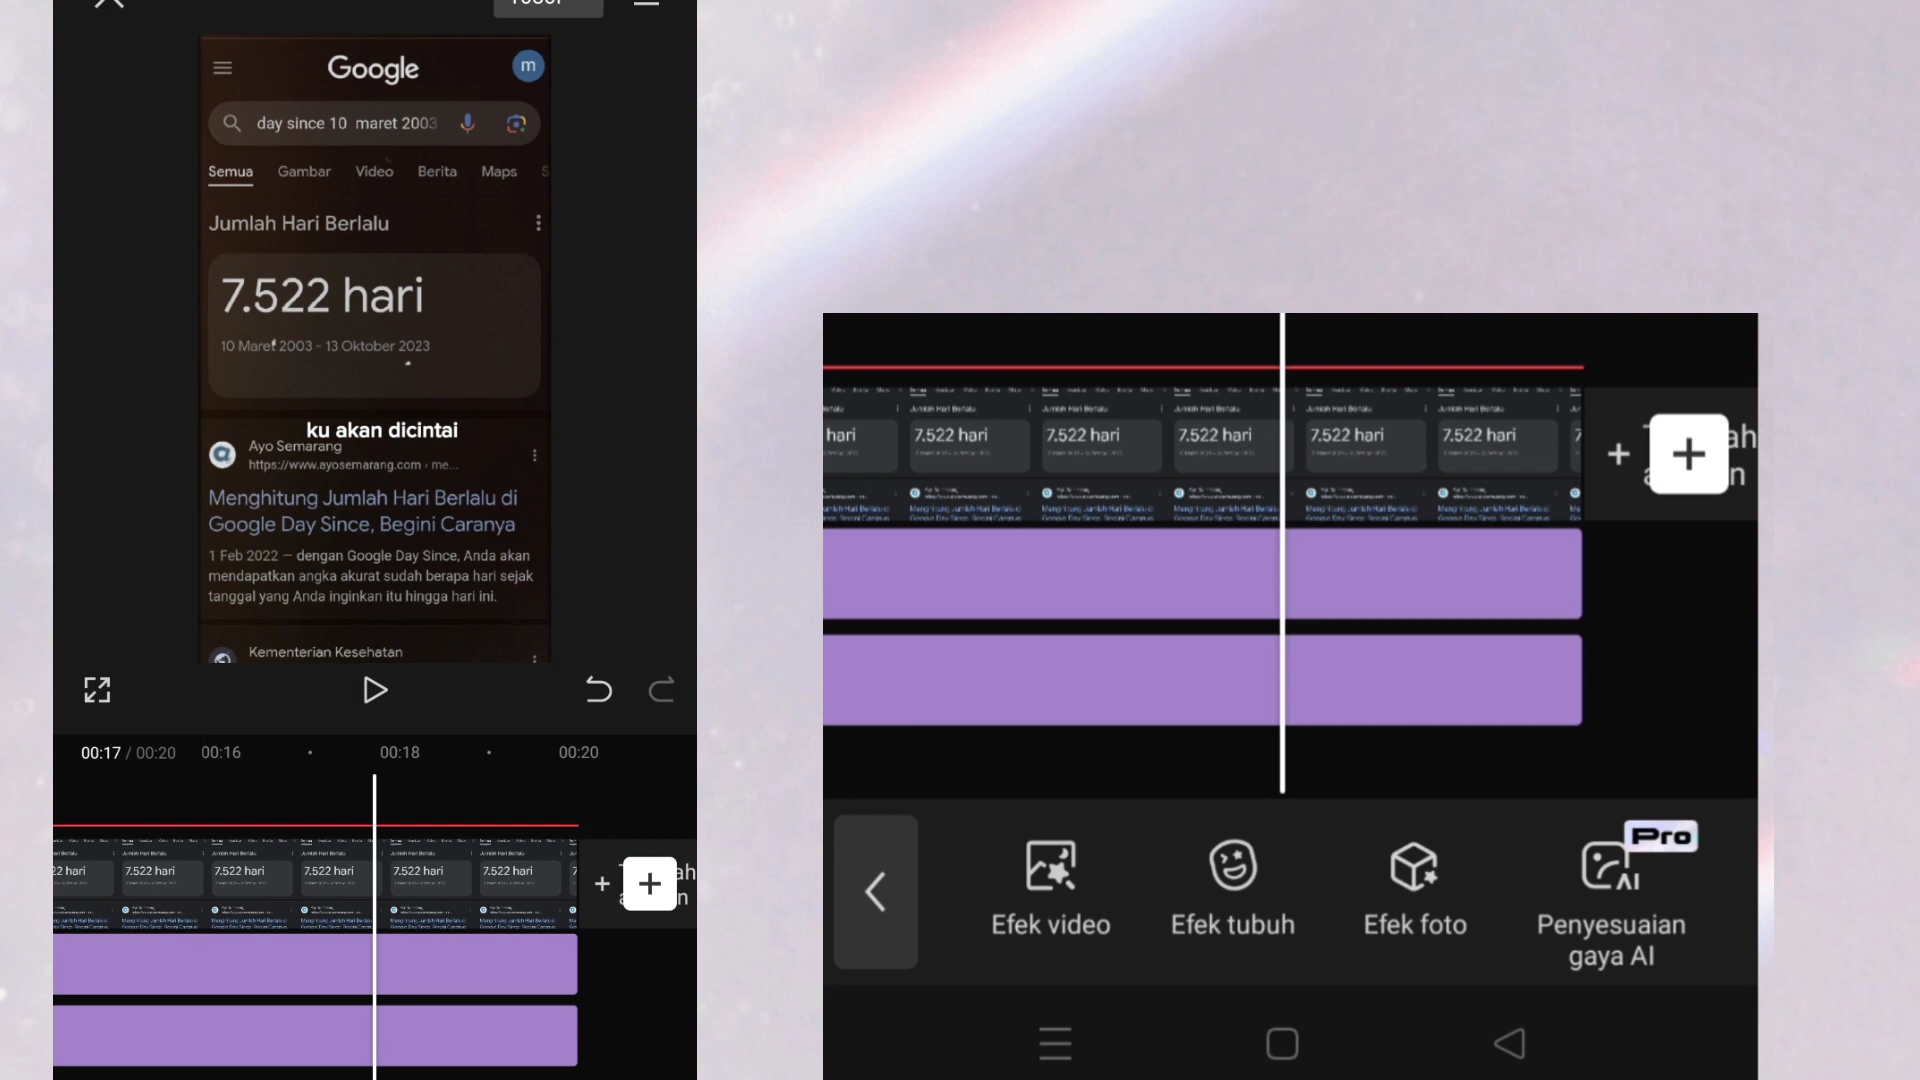 Google
m
day since 10 maret 2003
Semua Gambar Video Berita Maps S
Jumlah Hari Berlalu
7.522 hari
10 Maret 2003 - 13 Oktober 2023
ku akan dicintai
Ayo Semarang
https://www.ayosemarang.com › me...
Menghitung Jumlah Hari Berlalu di
Google Day Since, Begini Caranya
1 Feb 2022 — dengan Google Day Since, Anda akan
mendapatkan angka akurat sudah berapa hari sejak
tanggal yang Anda inginkan itu hingga hari ini.
Kementerian Kesehatan
00:17 / 00:20 00:16 00:18 00:20
22 hari 7.522 hari 7.522 hari 7.522 hari 7.522 hari 7.522 hari
+ + ah
n
hari 7.522 hari 7.522 hari 7.522 hari 7.522 hari 7.522 hari
+ + ah
n
Pro
AI
Efek video Efek tubuh Efek foto Penyesuaian
gaya AI